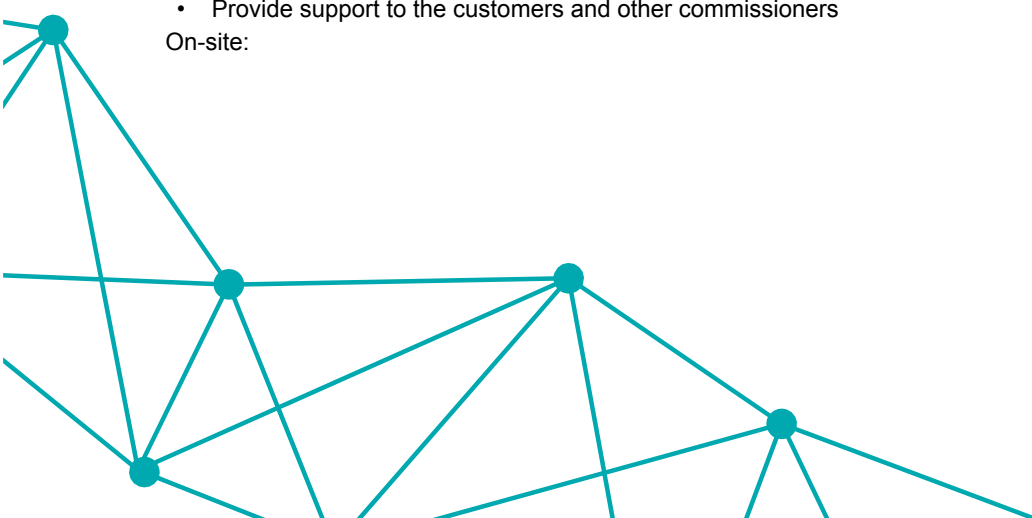 • Provide support to the customers and other commissioners
On-site: